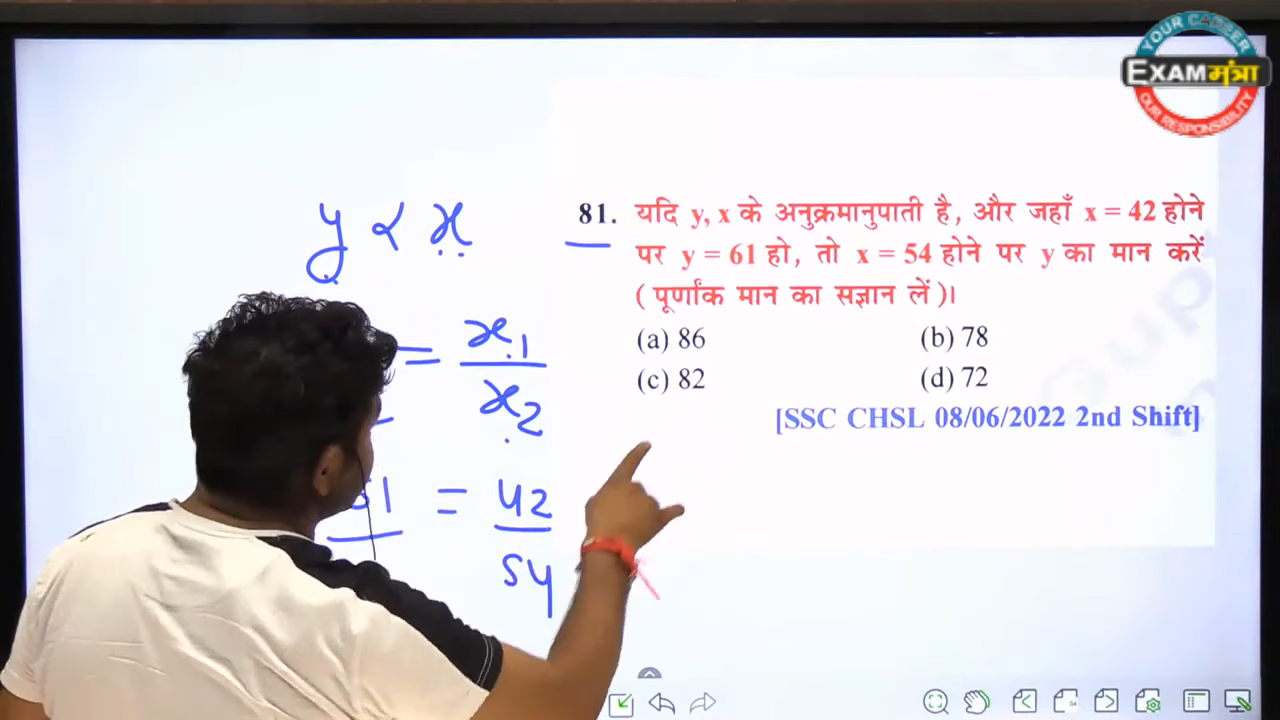 YOUR CAREER
EXAMमंत्रा
OUR RESPONSIBILITY
y ∝ x
= x1
x2
= 42
54
81. यदि y, x के अनुक्रमानुपाती है, और जहाँ x = 42 होने
पर y = 61 हो, तो x = 54 होने पर y का मान करें
( पूर्णांक मान का सज्ञान लें )।
(a) 86 (b) 78
(c) 82 (d) 72
[SSC CHSL 08/06/2022 2nd Shift]